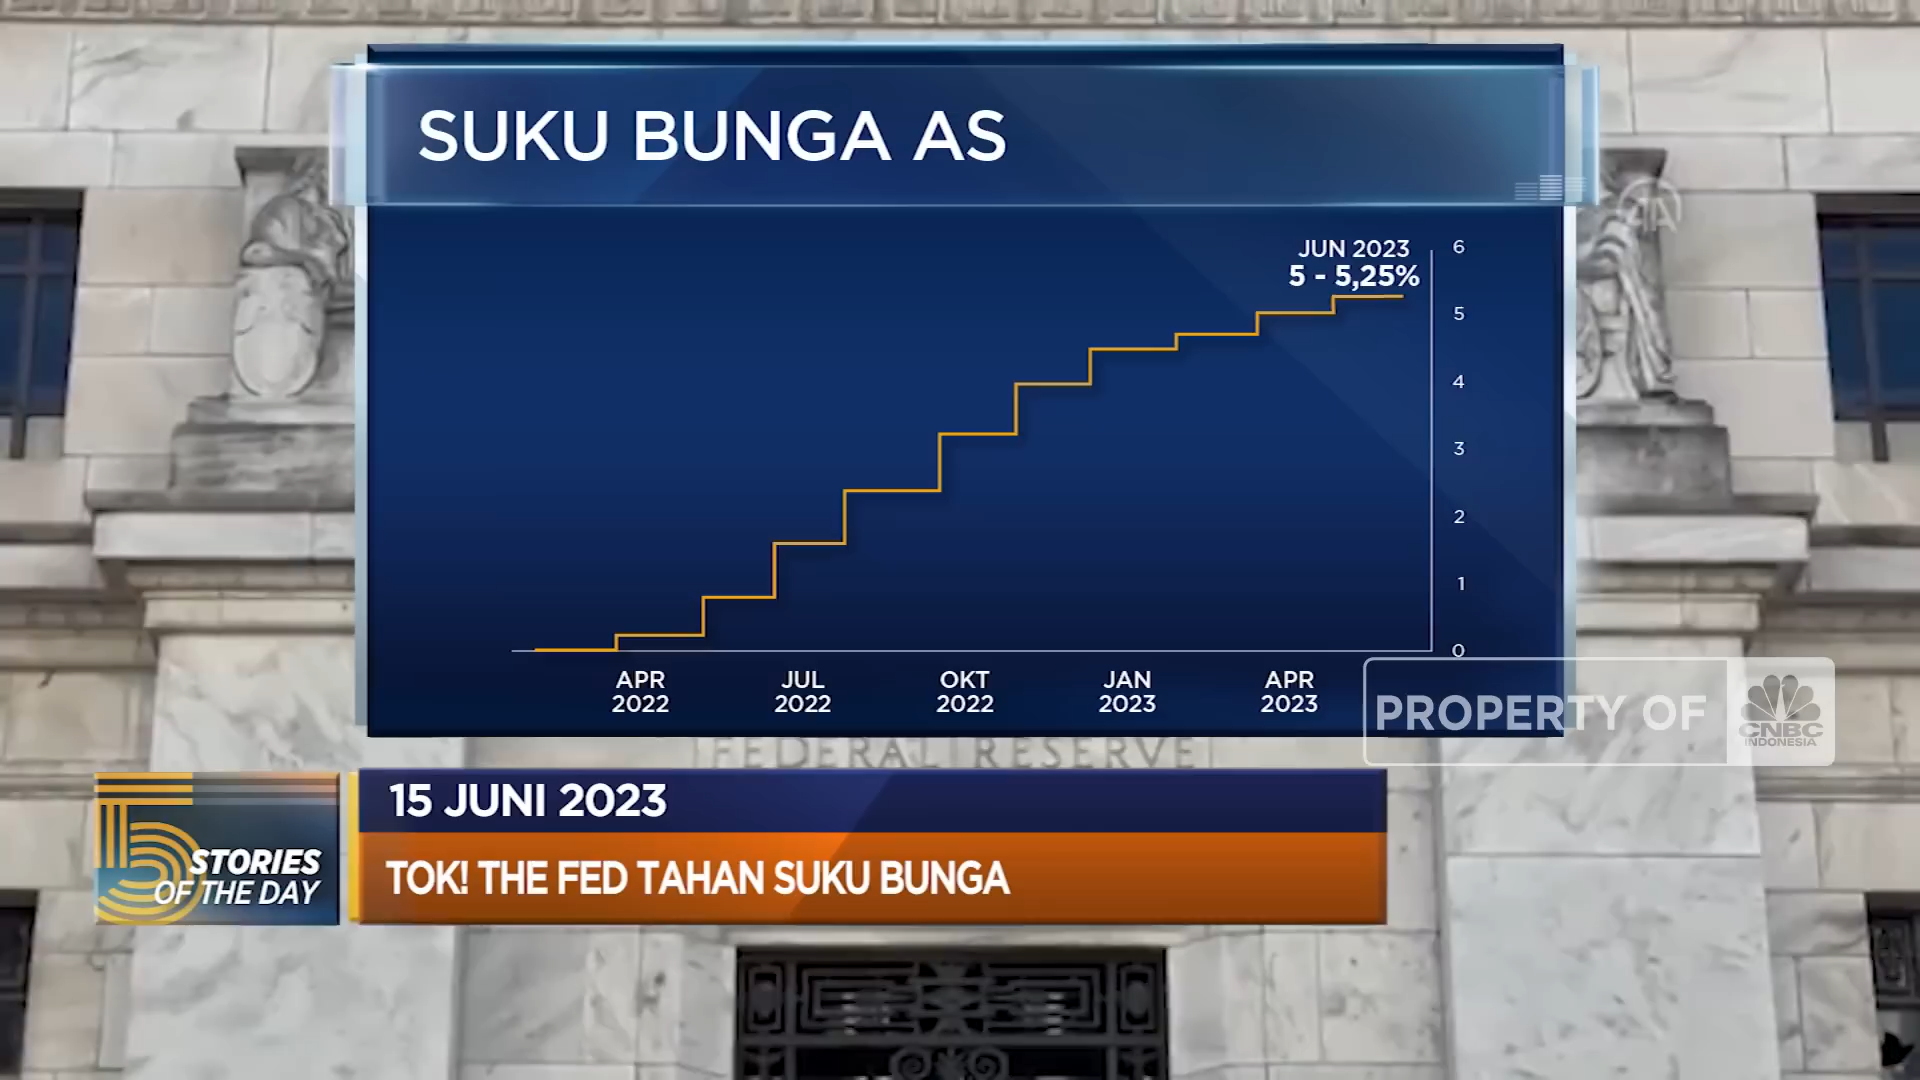 SUKU BUNGA AS
JUN 2023
5 - 5,25%
6
5
4
3
2
1
0
APR
2022
JUL
2022
OKT
2022
JAN
2023
APR
2023
PROPERTY OF
CNBC
INDONESIA
FEDERAL RESERVE
15 JUNI 2023
TOK! THE FED TAHAN SUKU BUNGA
5
STORIES
OF THE DAY
AA